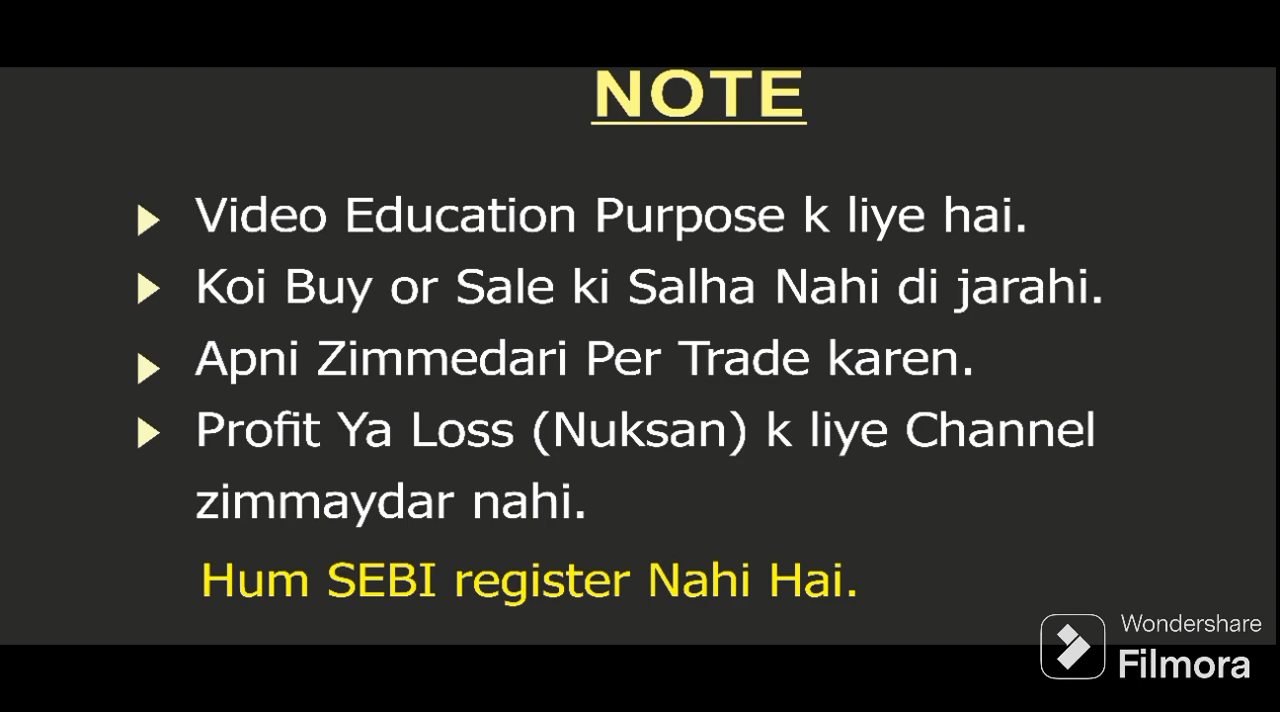 NOTE
Video Education Purpose k liye hai.
Koi Buy or Sale ki Salha Nahi di jarahi.
Apni Zimmedari Per Trade karen.
Profit Ya Loss (Nuksan) k liye Channel
zimmaydar nahi.
Hum SEBI register Nahi Hai.
Wondershare
Filmora